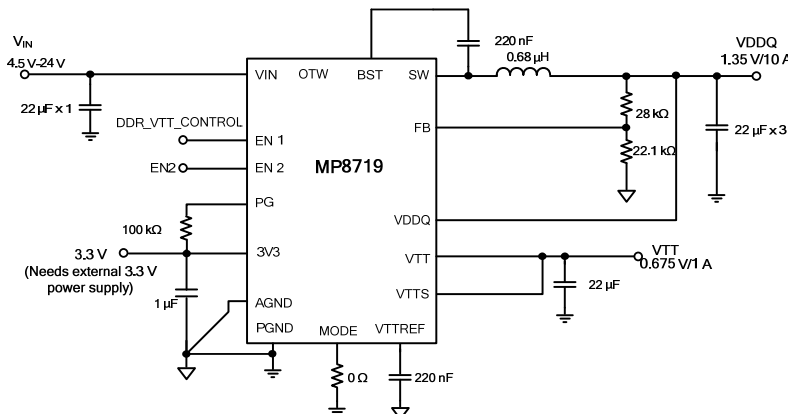 VIN
4.5 V-24 V
22 µF x 1
DDR_VTT_CONTROL
EN2
100 kΩ
3.3 V
(Needs external 3.3 V
power supply)
1 µF
VIN
OTW
BST
SW
EN 1
EN 2
MP8719
FB
PG
3V3
VDDQ
VTT
VTTS
AGND
PGND
MODE
VTTREF
0 Ω
220 nF
220 nF
0.68 µH
VDDQ
1.35 V/10 A
28 kΩ
22.1 kΩ
22 µF x 3
VTT
0.675 V/1 A
22 µF